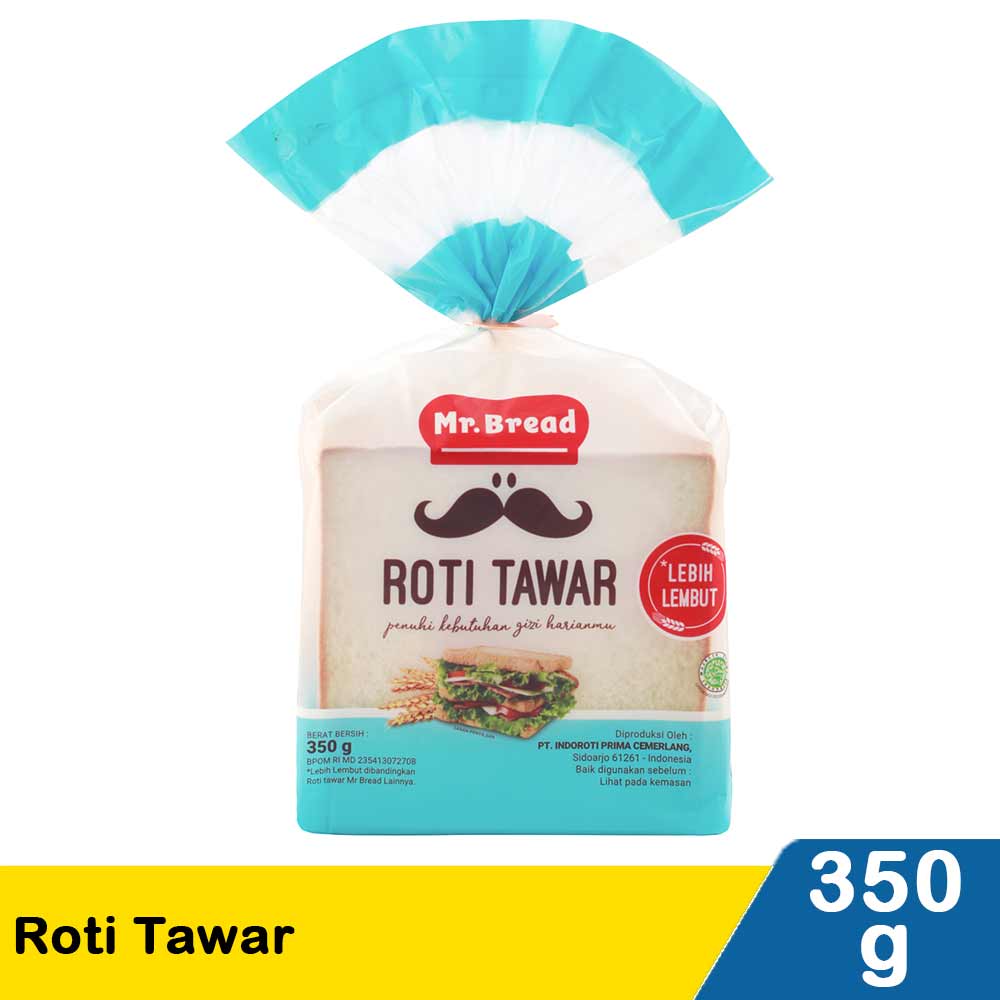 Mr. Bread
ROTI TAWAR
penuhi kebutuhan gizi harianmu
*LEBIH
LEMBUT
BERAT BERSIH :
350 g
BPOM RI MD 235413072708
*Lebih Lembut dibandingkan
Roti tawar Mr Bread Lainnya.
SARAN PENYAJIAN
Diproduksi Oleh :
PT. INDOROTI PRIMA CEMERLANG,
Sidoarjo 61261 - Indonesia
Baik digunakan sebelum :
Lihat pada kemasan
Roti Tawar
350
g